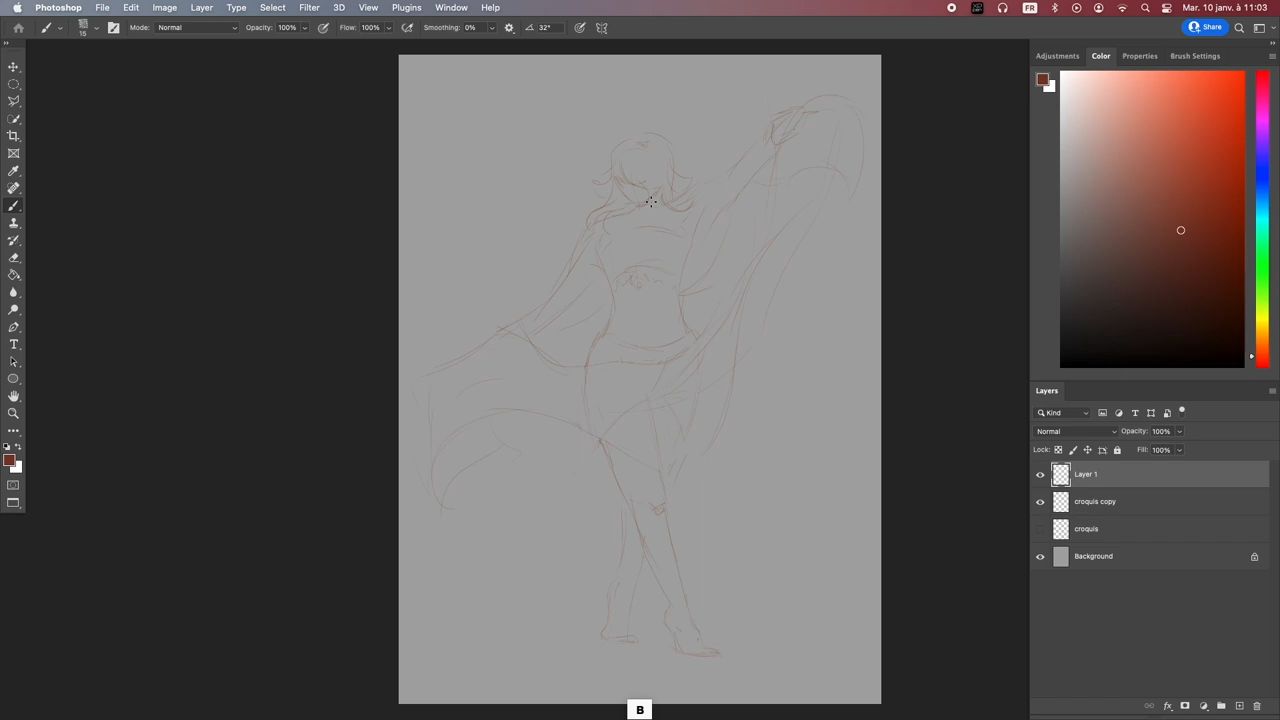 Photoshop File Edit Image Layer Type Select Filter 3D View Plugins Window Help FR Mar. 10 janv. à 11:03
15 Mode: Normal Opacity: 100% Flow: 100% Smoothing: 0% 32° Share
Adjustments Color Properties Brush Settings
Layers
Kind
Normal Opacity: 100%
Lock: Fill: 100%
Layer 1
croquis copy
croquis
Background
B